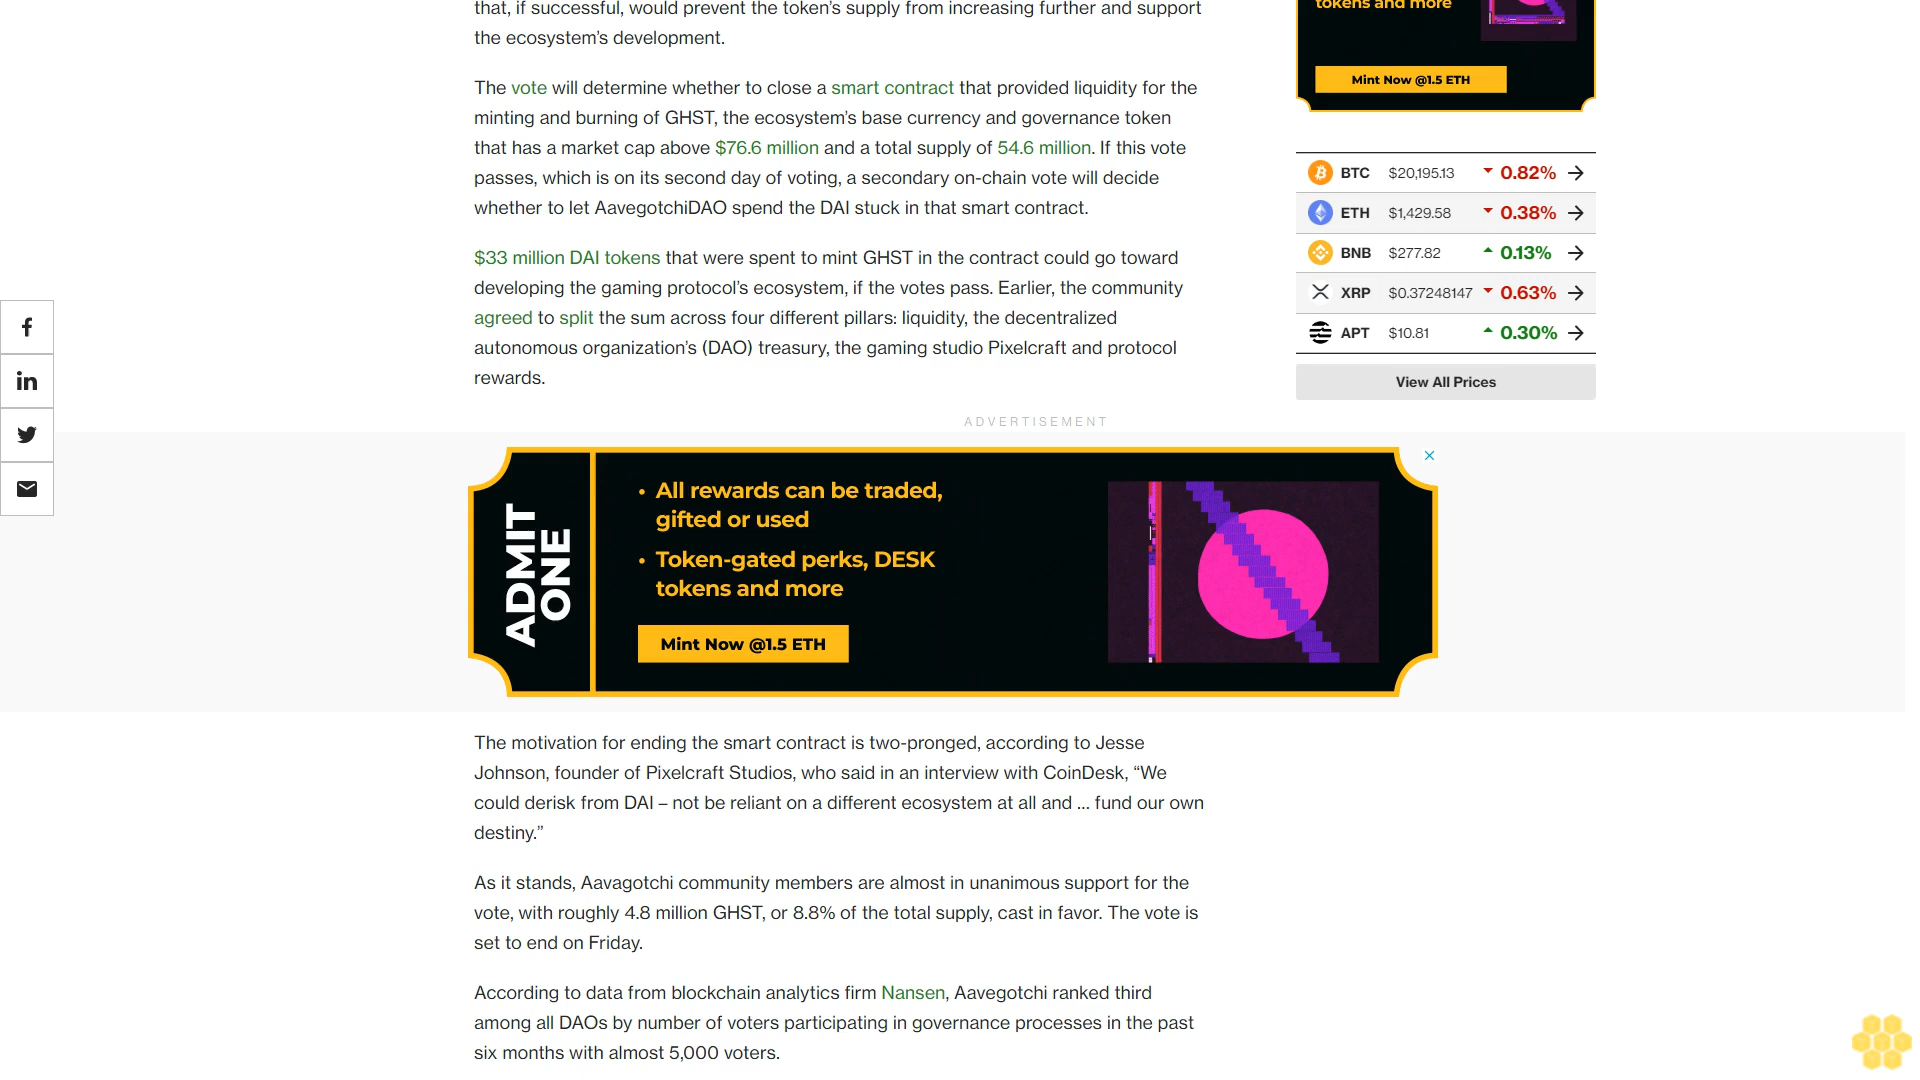 that, if successful, would prevent the token’s supply from increasing further and support
the ecosystem’s development.
The vote will determine whether to close a smart contract that provided liquidity for the
minting and burning of GHST, the ecosystem’s base currency and governance token
that has a market cap above $76.6 million and a total supply of 54.6 million. If this vote
passes, which is on its second day of voting, a secondary on-chain vote will decide
whether to let AavegotchiDAO spend the DAI stuck in that smart contract.
$33 million DAI tokens that were spent to mint GHST in the contract could go toward
developing the gaming protocol’s ecosystem, if the votes pass. Earlier, the community
agreed to split the sum across four different pillars: liquidity, the decentralized
autonomous organization’s (DAO) treasury, the gaming studio Pixelcraft and protocol
rewards.
tokens and more
Mint Now @1.5 ETH
BTC $20,195.13 0.82%
ETH $1,429.58 0.38%
BNB $277.82 0.13%
XRP $0.37248147 0.63%
APT $10.81 0.30%
View All Prices
ADVERTISEMENT
ADMIT
ONE
• All rewards can be traded,
gifted or used
• Token-gated perks, DESK
tokens and more
Mint Now @1.5 ETH
The motivation for ending the smart contract is two-pronged, according to Jesse
Johnson, founder of Pixelcraft Studios, who said in an interview with CoinDesk, “We
could derisk from DAI – not be reliant on a different ecosystem at all and ... fund our own
destiny.”
As it stands, Aavagotchi community members are almost in unanimous support for the
vote, with roughly 4.8 million GHST, or 8.8% of the total supply, cast in favor. The vote is
set to end on Friday.
According to data from blockchain analytics firm Nansen, Aavegotchi ranked third
among all DAOs by number of voters participating in governance processes in the past
six months with almost 5,000 voters.